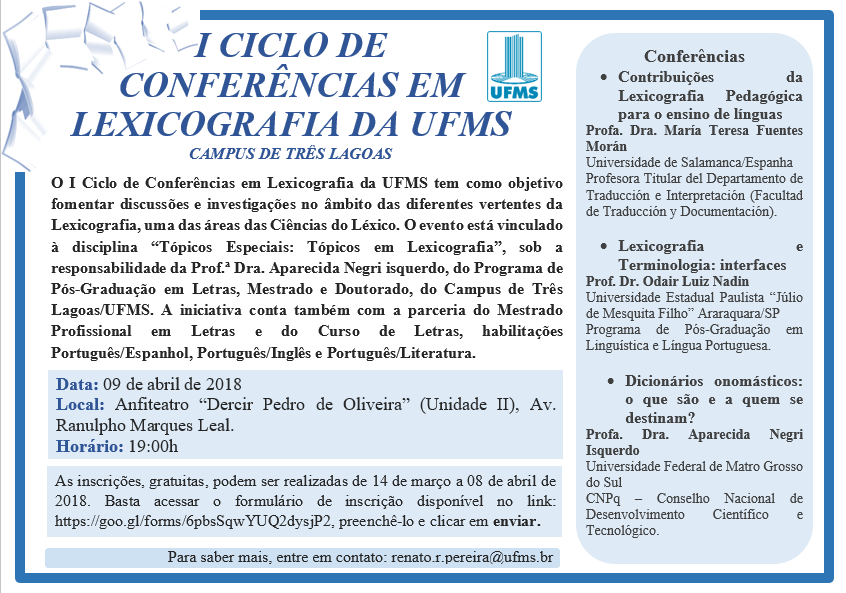 I CICLO DE
CONFERÊNCIAS EM
LEXICOGRAFIA DA UFMS
CAMPUS DE TRÊS LAGOAS
UFMS
O I Ciclo de Conferências em Lexicografia da UFMS tem como objetivo
fomentar discussões e investigações no âmbito das diferentes vertentes da
Lexicografia, uma das áreas das Ciências do Léxico. O evento está vinculado
à disciplina “Tópicos Especiais: Tópicos em Lexicografia”, sob a
responsabilidade da Prof.ª Dra. Aparecida Negri isquerdo, do Programa de
Pós-Graduação em Letras, Mestrado e Doutorado, do Campus de Três
Lagoas/UFMS. A iniciativa conta também com a parceria do Mestrado
Profissional em Letras e do Curso de Letras, habilitações
Português/Espanhol, Português/Inglês e Português/Literatura.
Data: 09 de abril de 2018
Local: Anfiteatro “Dercir Pedro de Oliveira” (Unidade II), Av.
Ranulpho Marques Leal.
Horário: 19:00h
As inscrições, gratuitas, podem ser realizadas de 14 de março a 08 de abril de
2018. Basta acessar o formulário de inscrição disponível no link:
https://goo.gl/forms/6pbsSqwYUQ2dysjP2, preenchê-lo e clicar em enviar.
Para saber mais, entre em contato: renato.r.pereira@ufms.br
Conferências
• Contribuições da
Lexicografia Pedagógica
para o ensino de línguas
Profa. Dra. María Teresa Fuentes
Morán
Universidade de Salamanca/Espanha
Profesora Titular del Departamento de
Traducción e Interpretación (Facultad
de Traducción y Documentación).
• Lexicografia e
Terminologia: interfaces
Prof. Dr. Odair Luiz Nadin
Universidade Estadual Paulista “Júlio
de Mesquita Filho” Araraquara/SP
Programa de Pós-Graduação em
Linguística e Língua Portuguesa.
• Dicionários onomásticos:
o que são e a quem se
destinam?
Profa. Dra. Aparecida Negri
Isquerdo
Universidade Federal de Matro Grosso
do Sul
CNPq – Conselho Nacional de
Desenvolvimento Científico e
Tecnológico.